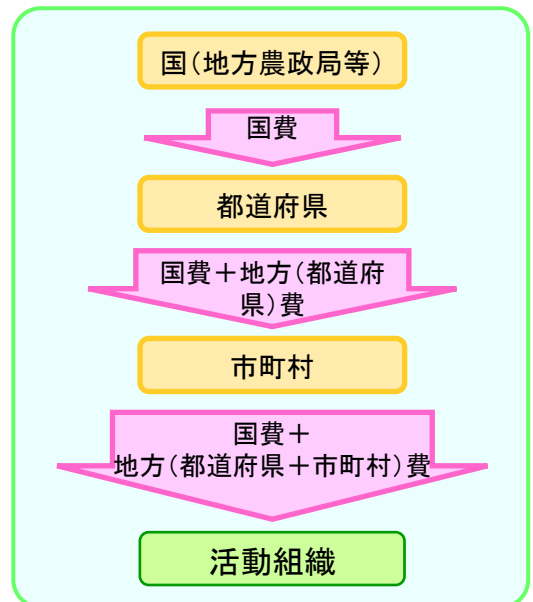 国（地方農政局等）
国費
都道府県
国費＋地方（都道府
県）費
市町村
国費＋
地方（都道府県＋市町村）費
活動組織